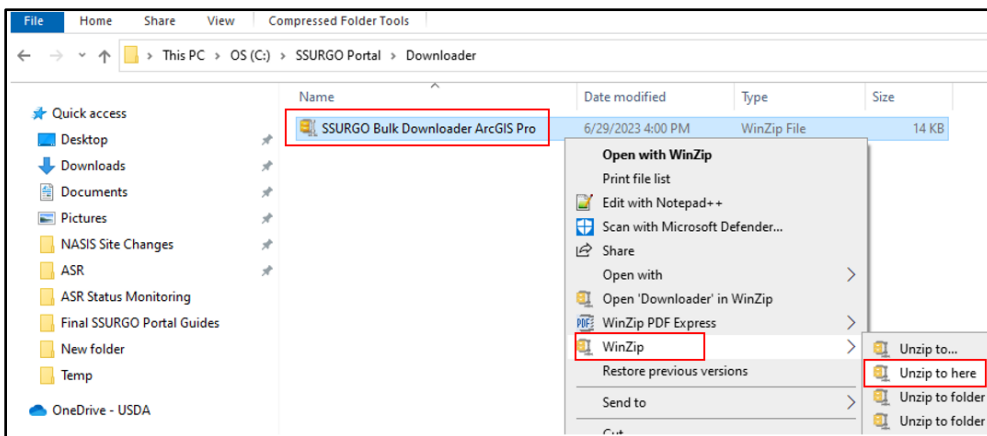 File Home Share View Compressed Folder Tools
This PC > OS (C:) > SSURGO Portal > Downloader
Name Date modified Type Size
Quick access
SSURGO Bulk Downloader ArcGIS Pro 6/29/2023 4:00 PM WinZip File 14 KB
Desktop
Downloads
Documents
Pictures
NASIS Site Changes
ASR
ASR Status Monitoring
Final SSURGO Portal Guides
New folder
Temp
OneDrive - USDA
Open with WinZip
Print file list
Edit with Notepad++
Scan with Microsoft Defender...
Share
Open with
Open 'Downloader' in WinZip
PDF WinZip PDF Express
WinZip
Restore previous versions
Send to
Cut
Unzip to...
Unzip to here
Unzip to folder
Unzip to folder